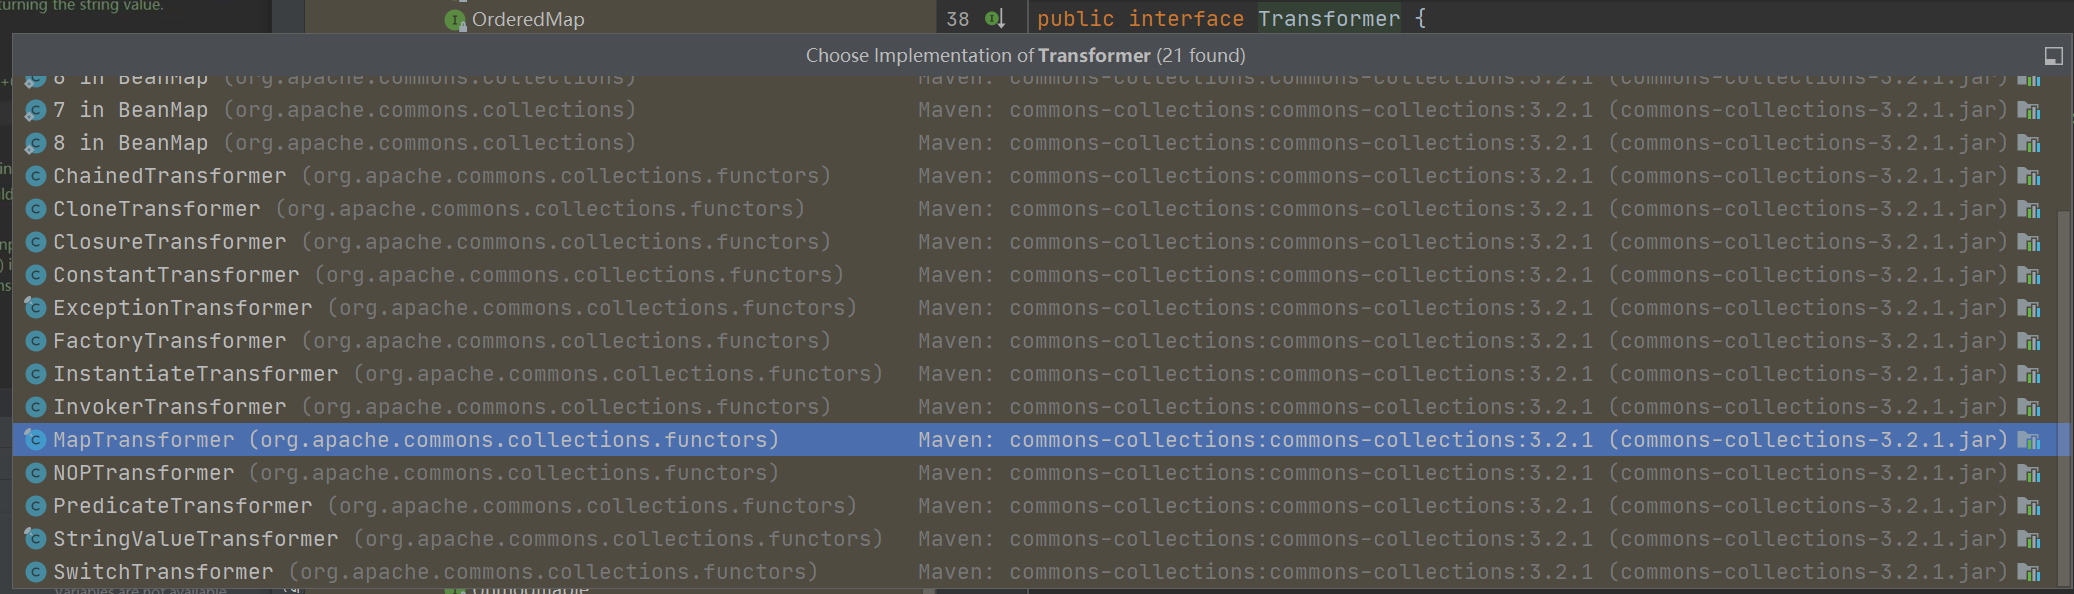 turning the string value.
OrderedMap
38 public interface Transformer {
Choose Implementation of Transformer (21 found)
6 in BeanMap (org.apache.commons.collections) Maven: commons-collections:commons-collections:3.2.1 (commons-collections-3.2.1.jar)
7 in BeanMap (org.apache.commons.collections) Maven: commons-collections:commons-collections:3.2.1 (commons-collections-3.2.1.jar)
8 in BeanMap (org.apache.commons.collections) Maven: commons-collections:commons-collections:3.2.1 (commons-collections-3.2.1.jar)
ChainedTransformer (org.apache.commons.collections.functors) Maven: commons-collections:commons-collections:3.2.1 (commons-collections-3.2.1.jar)
CloneTransformer (org.apache.commons.collections.functors) Maven: commons-collections:commons-collections:3.2.1 (commons-collections-3.2.1.jar)
ClosureTransformer (org.apache.commons.collections.functors) Maven: commons-collections:commons-collections:3.2.1 (commons-collections-3.2.1.jar)
ConstantTransformer (org.apache.commons.collections.functors) Maven: commons-collections:commons-collections:3.2.1 (commons-collections-3.2.1.jar)
ExceptionTransformer (org.apache.commons.collections.functors) Maven: commons-collections:commons-collections:3.2.1 (commons-collections-3.2.1.jar)
FactoryTransformer (org.apache.commons.collections.functors) Maven: commons-collections:commons-collections:3.2.1 (commons-collections-3.2.1.jar)
InstantiateTransformer (org.apache.commons.collections.functors) Maven: commons-collections:commons-collections:3.2.1 (commons-collections-3.2.1.jar)
InvokerTransformer (org.apache.commons.collections.functors) Maven: commons-collections:commons-collections:3.2.1 (commons-collections-3.2.1.jar)
MapTransformer (org.apache.commons.collections.functors) Maven: commons-collections:commons-collections:3.2.1 (commons-collections-3.2.1.jar)
NOPTransformer (org.apache.commons.collections.functors) Maven: commons-collections:commons-collections:3.2.1 (commons-collections-3.2.1.jar)
PredicateTransformer (org.apache.commons.collections.functors) Maven: commons-collections:commons-collections:3.2.1 (commons-collections-3.2.1.jar)
StringValueTransformer (org.apache.commons.collections.functors) Maven: commons-collections:commons-collections:3.2.1 (commons-collections-3.2.1.jar)
SwitchTransformer (org.apache.commons.collections.functors) Maven: commons-collections:commons-collections:3.2.1 (commons-collections-3.2.1.jar)
Variables are not available